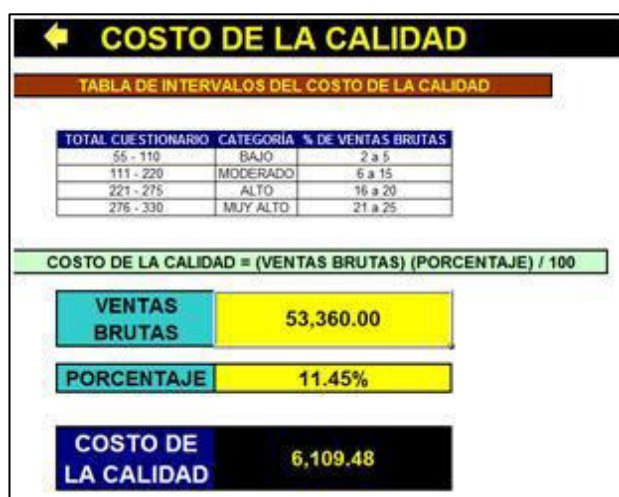 COSTO DE LA CALIDAD
TABLA DE INTERVALOS DEL COSTO DE LA CALIDAD
TOTAL CUESTIONARIO CATEGORÍA % DE VENTAS BRUTAS
55 - 110 BAJO 2 a 5
111 - 220 MODERADO 6 a 15
221 - 275 ALTO 16 a 20
276 - 330 MUY ALTO 21 a 25
COSTO DE LA CALIDAD = (VENTAS BRUTAS) (PORCENTAJE) / 100
VENTAS
BRUTAS
53,360.00
PORCENTAJE 11.45%
COSTO DE
LA CALIDAD
6,109.48